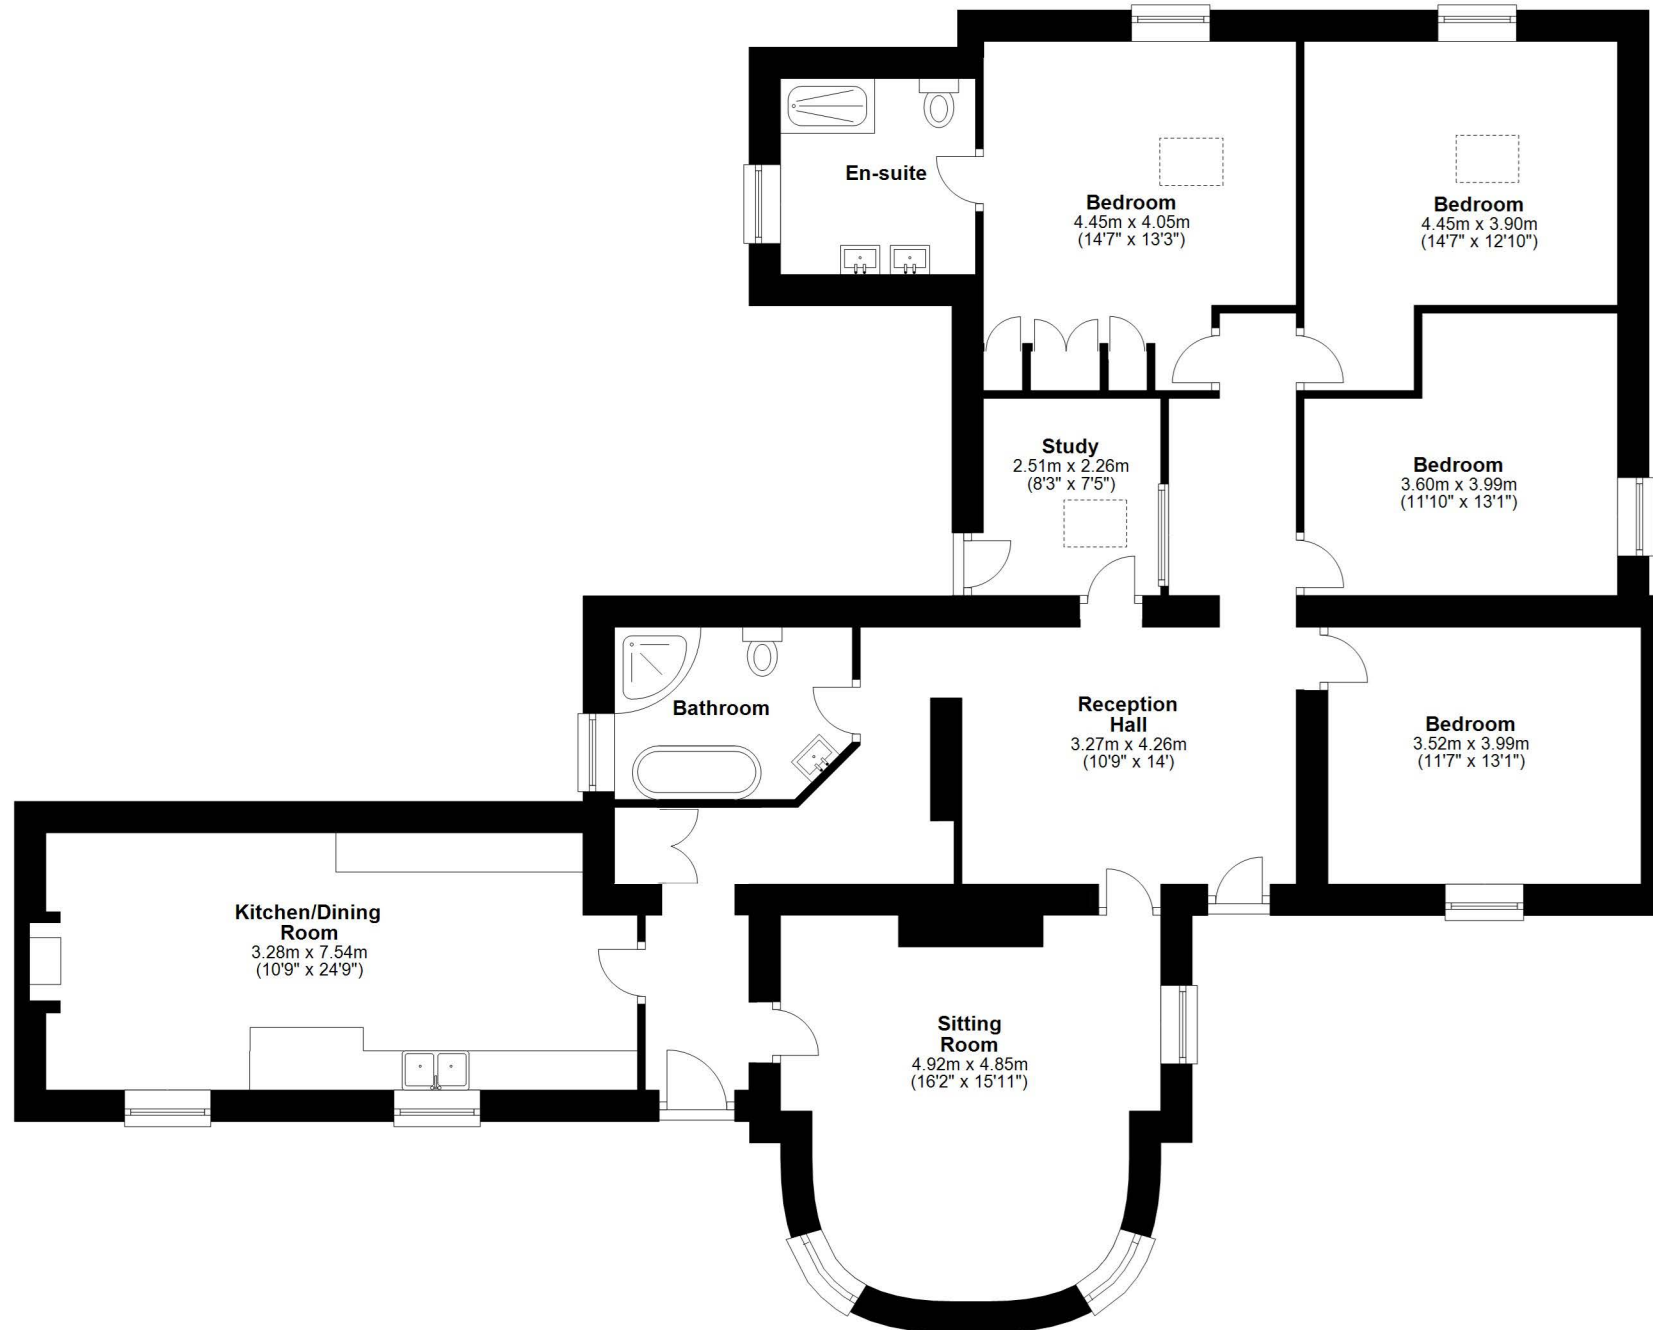 En-suite
Bedroom
4.45m x 4.05m
(14'7" x 13'3")
Bedroom
4.45m x 3.90m
(14'7" x 12'10")
Study
2.51m x 2.26m
(8'3" x 7'5")
Bedroom
3.60m x 3.99m
(11'10" x 13'1")
Bathroom
Reception
Hall
3.27m x 4.26m
(10'9" x 14')
Bedroom
3.52m x 3.99m
(11'7" x 13'1")
Kitchen/Dining
Room
3.28m x 7.54m
(10'9" x 24'9")
Sitting
Room
4.92m x 4.85m
(16'2" x 15'11")